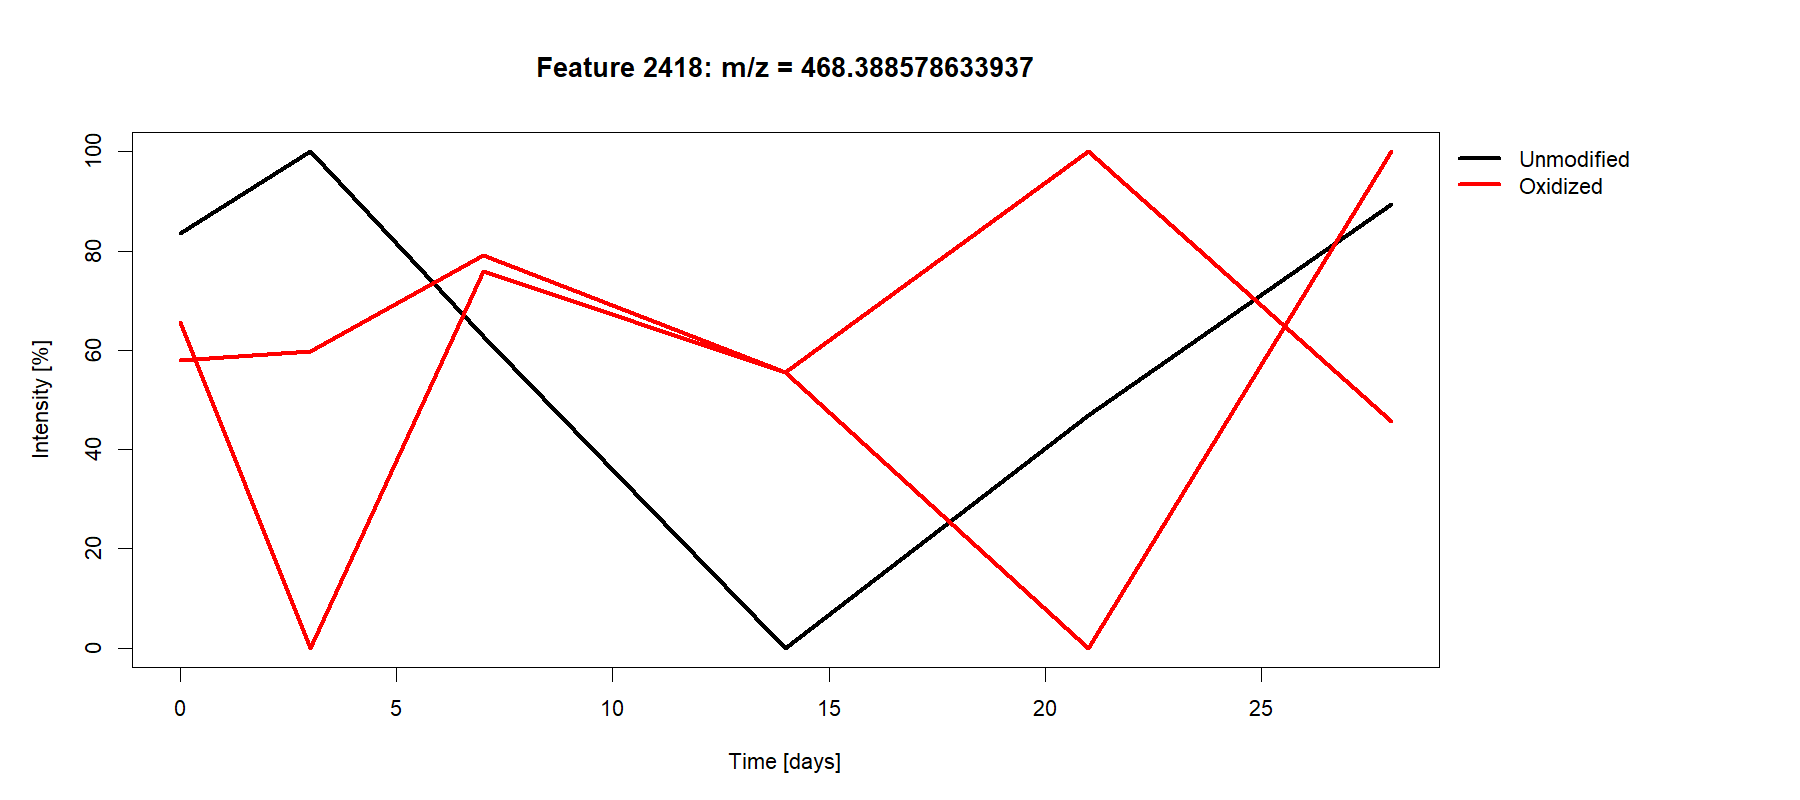 Feature 2418: m/z = 468.388578633937
Unmodified
Oxidized
Intensity [%]
100
80
60
40
20
0
0 5 10 15 20 25
Time [days]